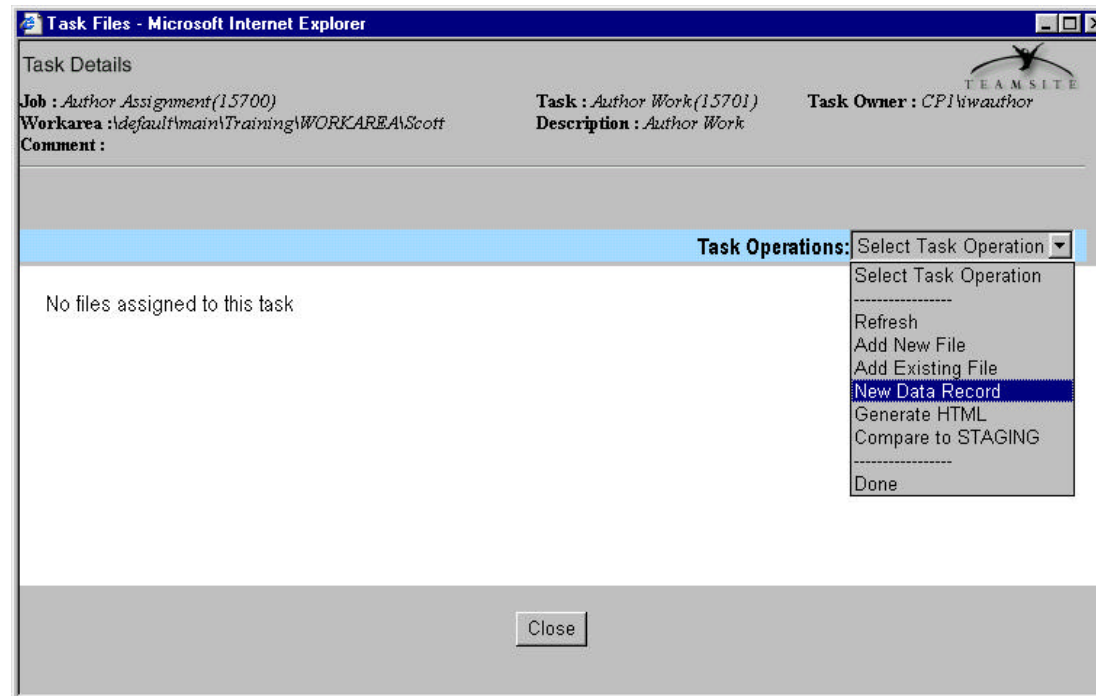 Task Files - Microsoft Internet Explorer
Task Details
TEAMSITE
Job : Author Assignment(15700) Task : Author Work(15701) Task Owner : CP1\iwauthor
Workarea :\default\main\Training\WORKAREA\Scott Description : Author Work
Comment :
Task Operations: Select Task Operation
Select Task Operation
-----------------
Refresh
Add New File
Add Existing File
New Data Record
Generate HTML
Compare to STAGING
-----------------
Done
No files assigned to this task
Close